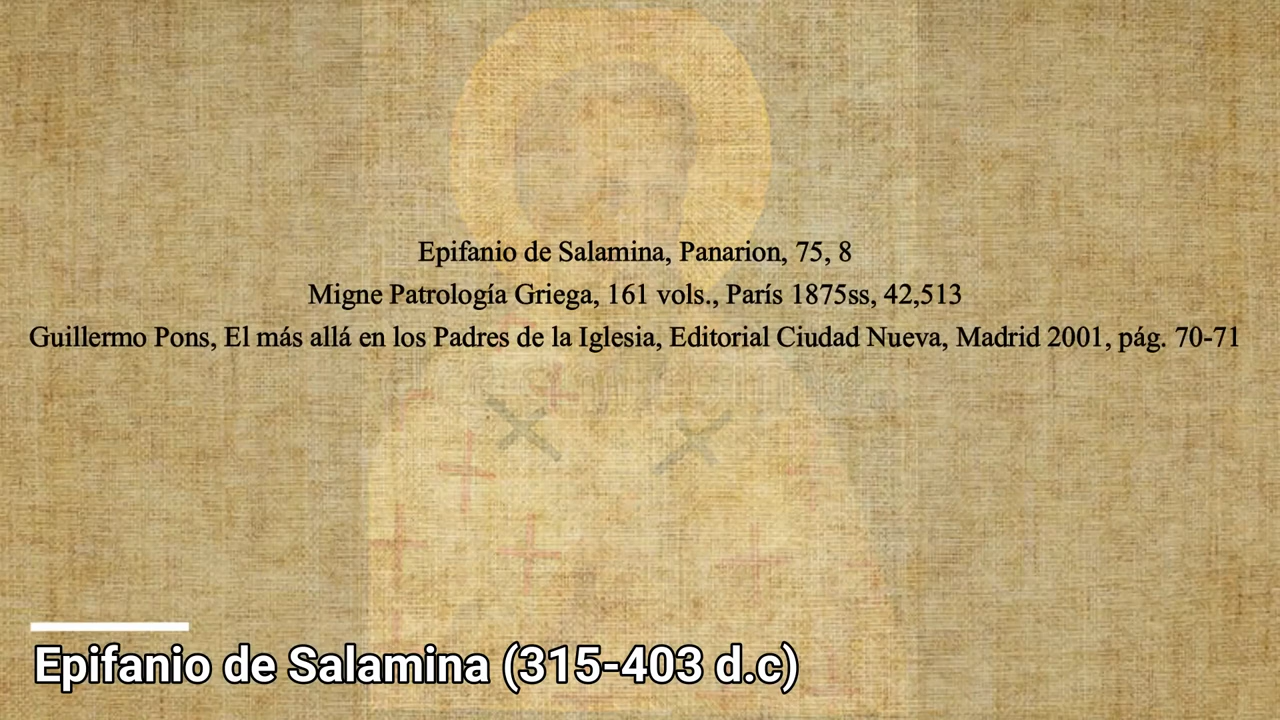 Epifanio de Salamina, Panarion, 75, 8
Migne Patrología Griega, 161 vols., París 1875ss, 42,513
Guillermo Pons, El más allá en los Padres de la Iglesia, Editorial Ciudad Nueva, Madrid 2001, pág. 70-71
Epifanio de Salamina (315-403 d.c)